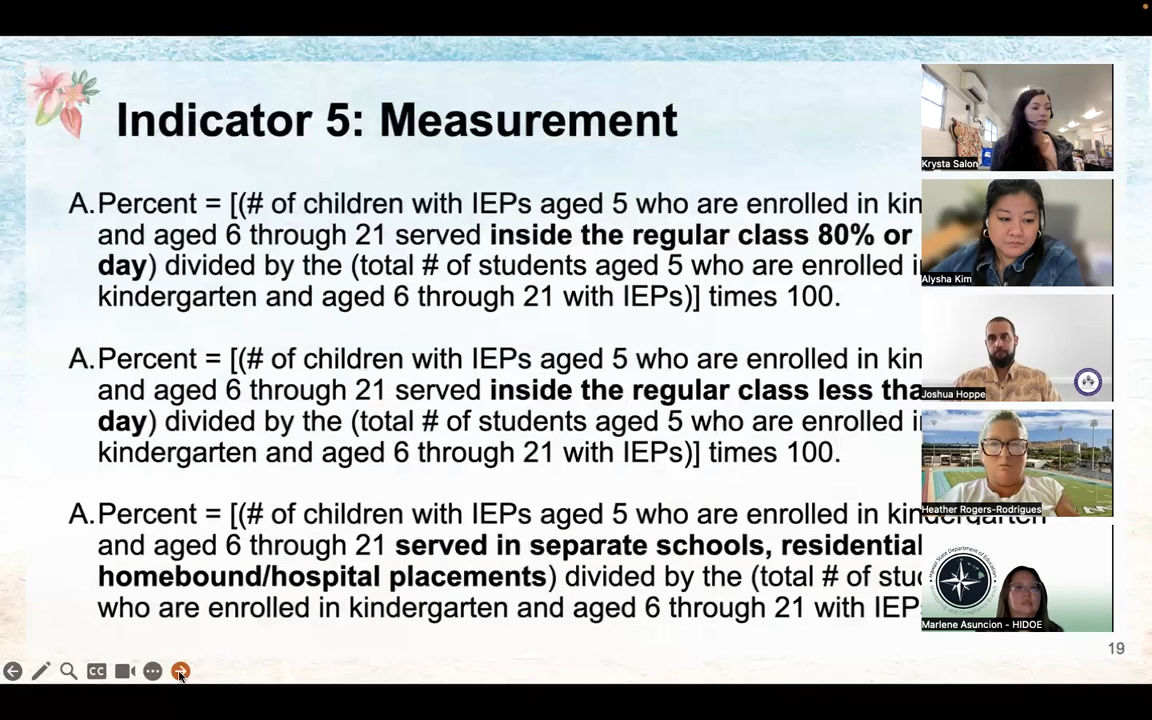 Indicator 5: Measurement
A. Percent = [(# of children with IEPs aged 5 who are enrolled in
and aged 6 through 21 served inside the regular class 80% or
day) divided by the (total # of students aged 5 who are enrolled
kindergarten and aged 6 through 21 with IEPs)] times 100.
A. Percent = [(# of children with IEPs aged 5 who are enrolled in
and aged 6 through 21 served inside the regular class less
day) divided by the (total # of students aged 5 who are enrolled
kindergarten and aged 6 through 21 with IEPs)] times 100.
A. Percent = [(# of children with IEPs aged 5 who are enrolled in kindergarten
and aged 6 through 21 served in separate schools, residential
homebound/hospital placements) divided by the (total # of
who are enrolled in kindergarten and aged 6 through 21 with
Krysta Salon
Alysha Kim
Joshua Hoppe
Heather Rogers-Rodrigues
Marlene Asuncion - HIDOE
19
CC